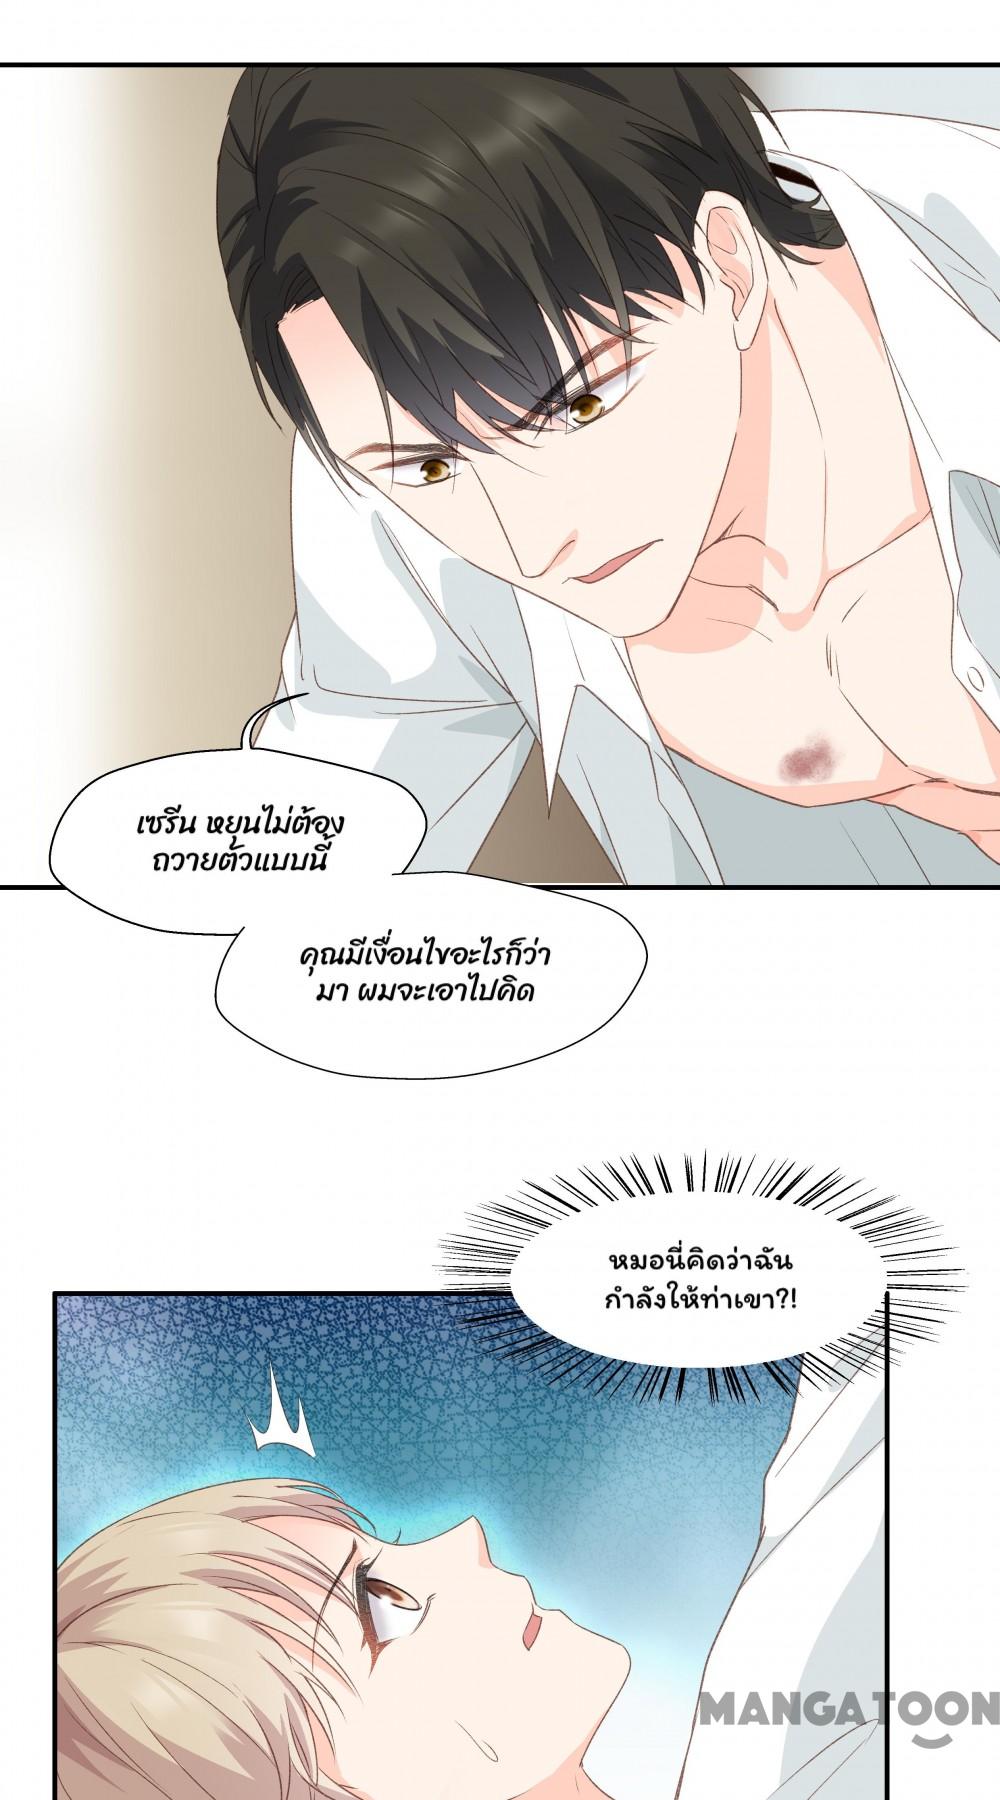 เซรีน หยุนไม่ต้อง
ถวายตัวแบบนี้
คุณมีเงื่อนไขอะไรก็ว่า
มา ผมจะเอาไปคิด
หมอนี่คิดว่าฉัน
กำลังให้ท่าเขา?!
MANGATOON